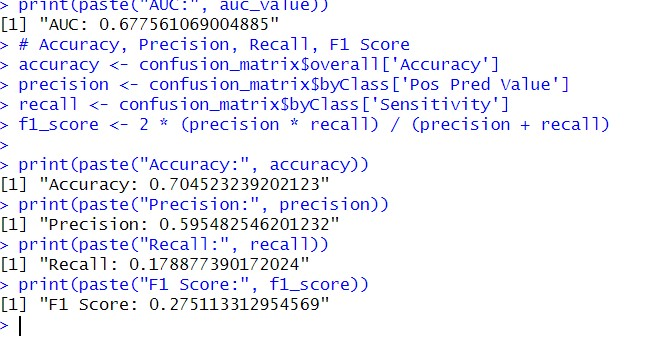 > print(paste("AUC:", auc_value))
[1] "AUC: 0.677561069004885"
> # Accuracy, Precision, Recall, F1 Score
> accuracy <- confusion_matrix$overall['Accuracy']
> precision <- confusion_matrix$byClass['Pos Pred Value']
> recall <- confusion_matrix$byClass['Sensitivity']
> f1_score <- 2 * (precision * recall) / (precision + recall)
>
> print(paste("Accuracy:", accuracy))
[1] "Accuracy: 0.704523239202123"
> print(paste("Precision:", precision))
[1] "Precision: 0.595482546201232"
> print(paste("Recall:", recall))
[1] "Recall: 0.178877390172024"
> print(paste("F1 Score:", f1_score))
[1] "F1 Score: 0.275113312954569"
>